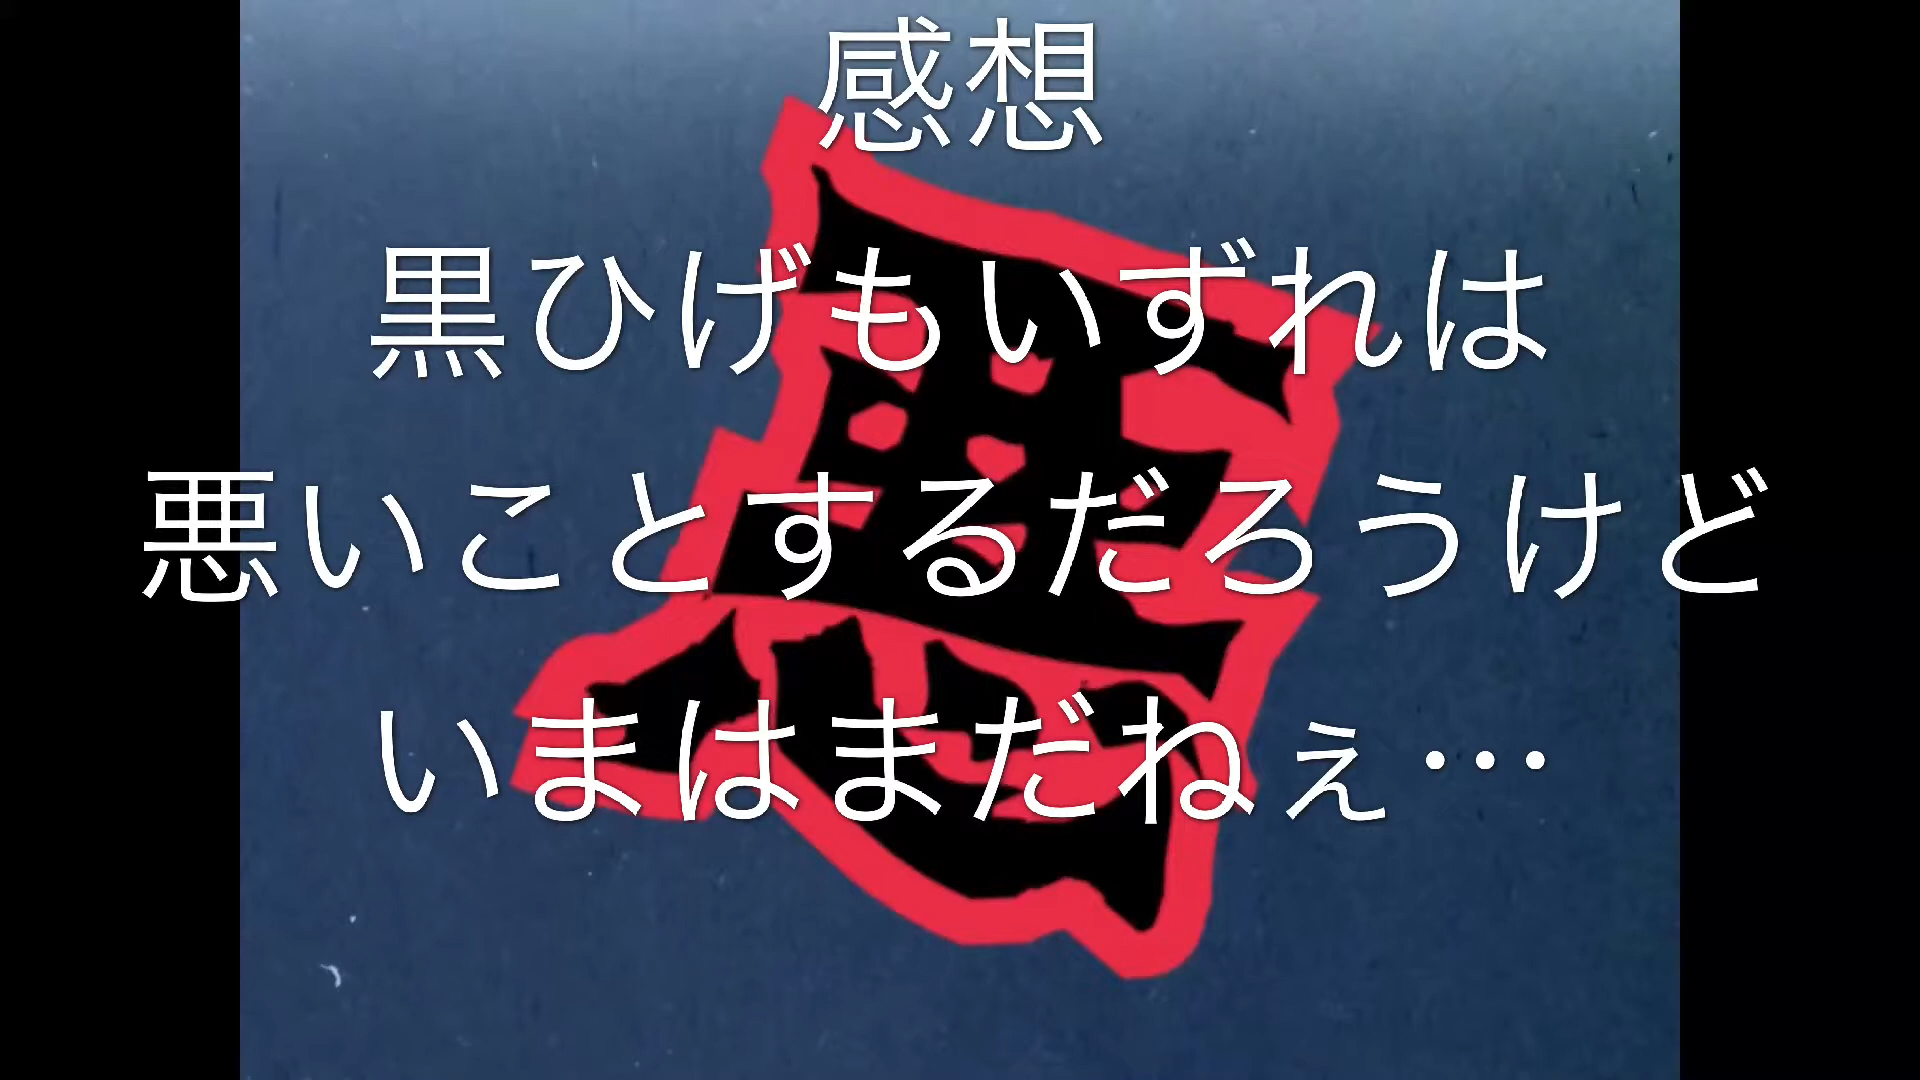 感想
黒ひげもいずれは
悪いことするだろうけど
いまはまだねぇ…
悪